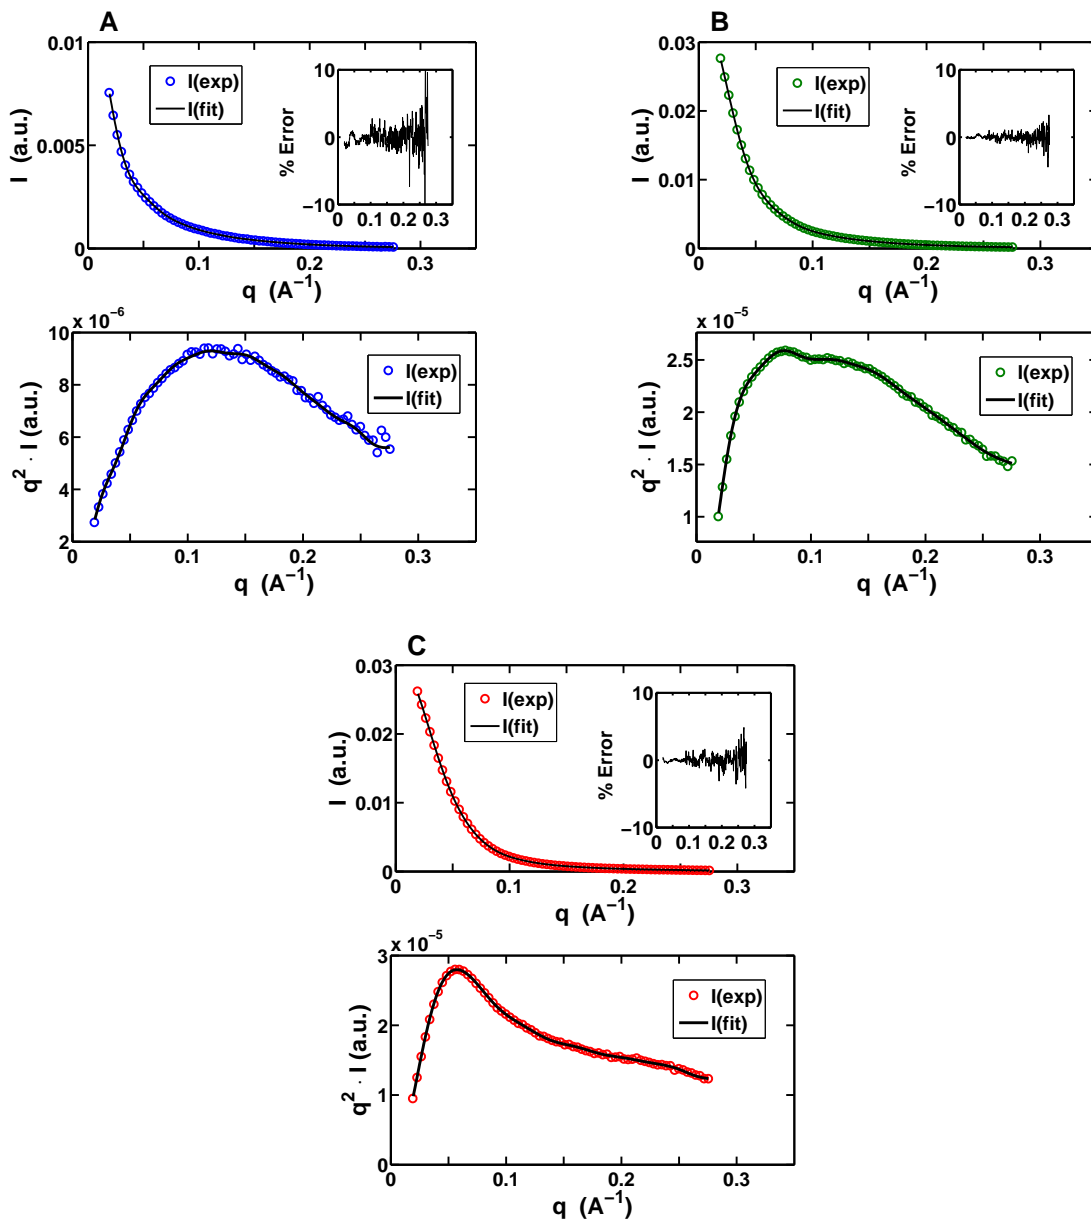 A
0.01
0.005
0
I (a.u.)
I(exp)
I(fit)
10
0
−10
% Error
0 0.1 0.2 0.3
0 0.1 0.2 0.3
q (A⁻¹)
x 10⁻⁶
10
8
6
4
2
q² · I (a.u.)
I(exp)
I(fit)
0 0.1 0.2 0.3
q (A⁻¹)
B
0.03
0.02
0.01
0
I (a.u.)
I(exp)
I(fit)
10
0
−10
% Error
0 0.1 0.2 0.3
0 0.1 0.2 0.3
q (A⁻¹)
x 10⁻⁵
2.5
2
1.5
1
q² · I (a.u.)
I(exp)
I(fit)
0 0.1 0.2 0.3
q (A⁻¹)
C
0.03
0.02
0.01
0
I (a.u.)
I(exp)
I(fit)
10
0
−10
% Error
0 0.1 0.2 0.3
0 0.1 0.2 0.3
q (A⁻¹)
x 10⁻⁵
3
2
1
0
q² · I (a.u.)
I(exp)
I(fit)
0 0.1 0.2 0.3
q (A⁻¹)